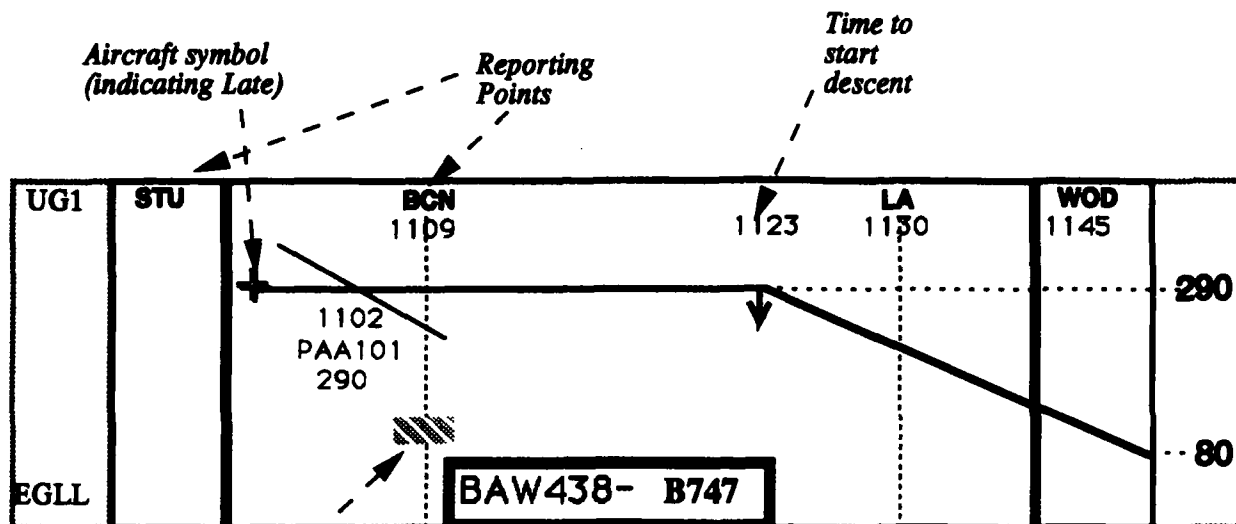 Aircraft symbol
(indicating Late)
Reporting
Points
Time to
start
descent
UG1
STU
BCN
1109
1123
LA
1130
WOD
1145
290
1102
PAA101
290
80
EGLL
BAW438- B747